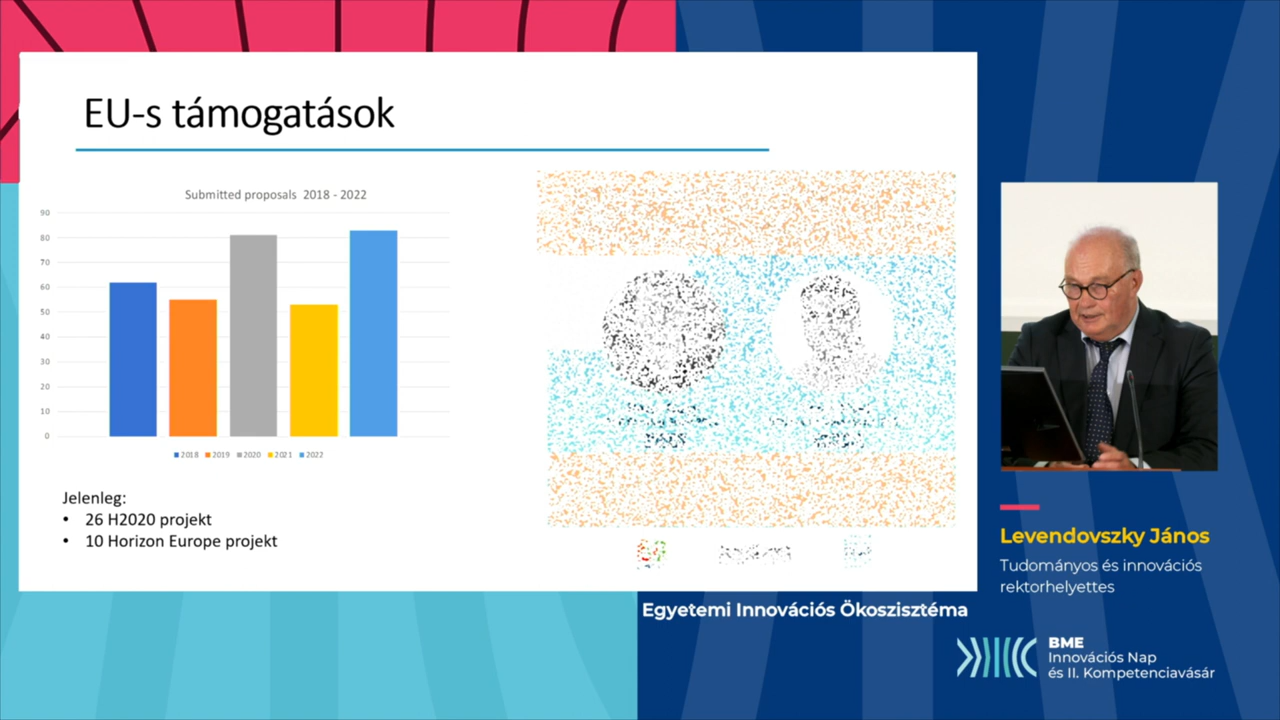 EU-s támogatások
Submitted proposals 2018 - 2022
90
80
70
60
50
40
30
20
10
0
2018 2019 2020 2021 2022
Jelenleg:
• 26 H2020 projekt
• 10 Horizon Europe projekt
Levendovszky János
Tudományos és innovációs
rektorhelyettes
Egyetemi Innovációs Ökoszisztéma
BME
Innovációs Nap
és II. Kompetenciavásár